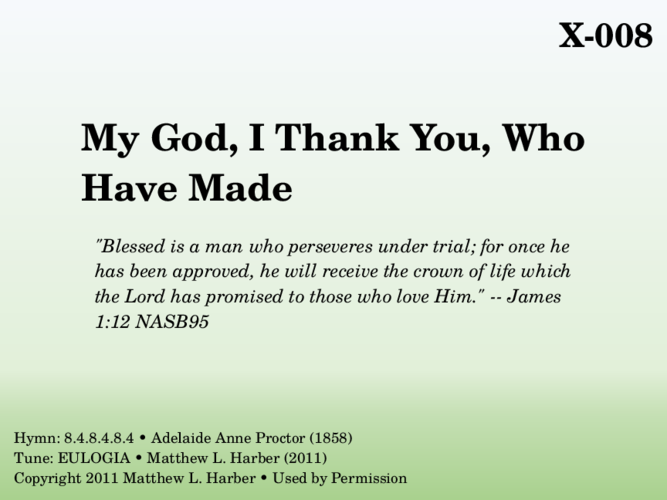 X-008
My God, I Thank You, Who
Have Made
"Blessed is a man who perseveres under trial; for once he
has been approved, he will receive the crown of life which
the Lord has promised to those who love Him." -- James
1:12 NASB95
Hymn: 8.4.8.4.8.4 • Adelaide Anne Proctor (1858)
Tune: EULOGIA • Matthew L. Harber (2011)
Copyright 2011 Matthew L. Harber • Used by Permission